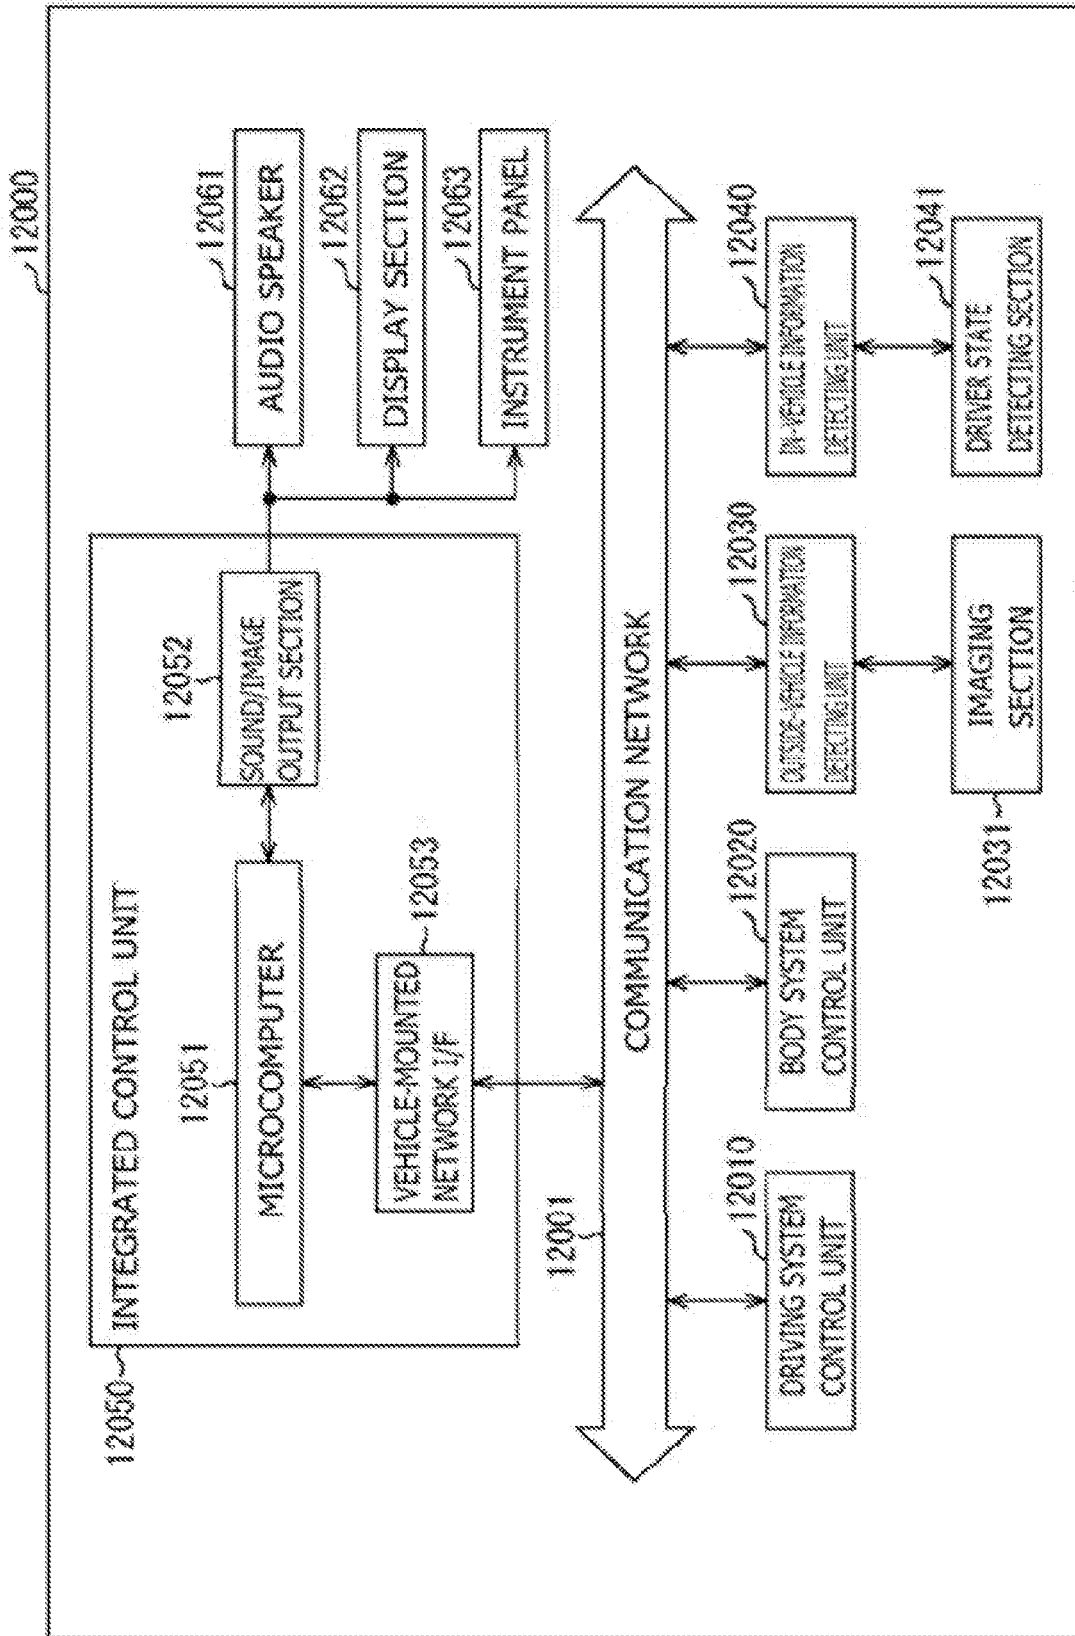 12000
12050
INTEGRATED CONTROL UNIT
12051
MICROCOMPUTER
12052
SOUND/IMAGE
OUTPUT SECTION
12053
VEHICLE-MOUNTED
NETWORK I/F
12061
AUDIO SPEAKER
12062
DISPLAY SECTION
12063
INSTRUMENT PANEL
12001
COMMUNICATION NETWORK
12010
DRIVING SYSTEM
CONTROL UNIT
12020
BODY SYSTEM
CONTROL UNIT
12030
OUTSIDE-VEHICLE INFORMATION
DETECTING UNIT
12040
IN-VEHICLE INFORMATION
DETECTING UNIT
12031
IMAGING
SECTION
12041
DRIVER STATE
DETECTING SECTION